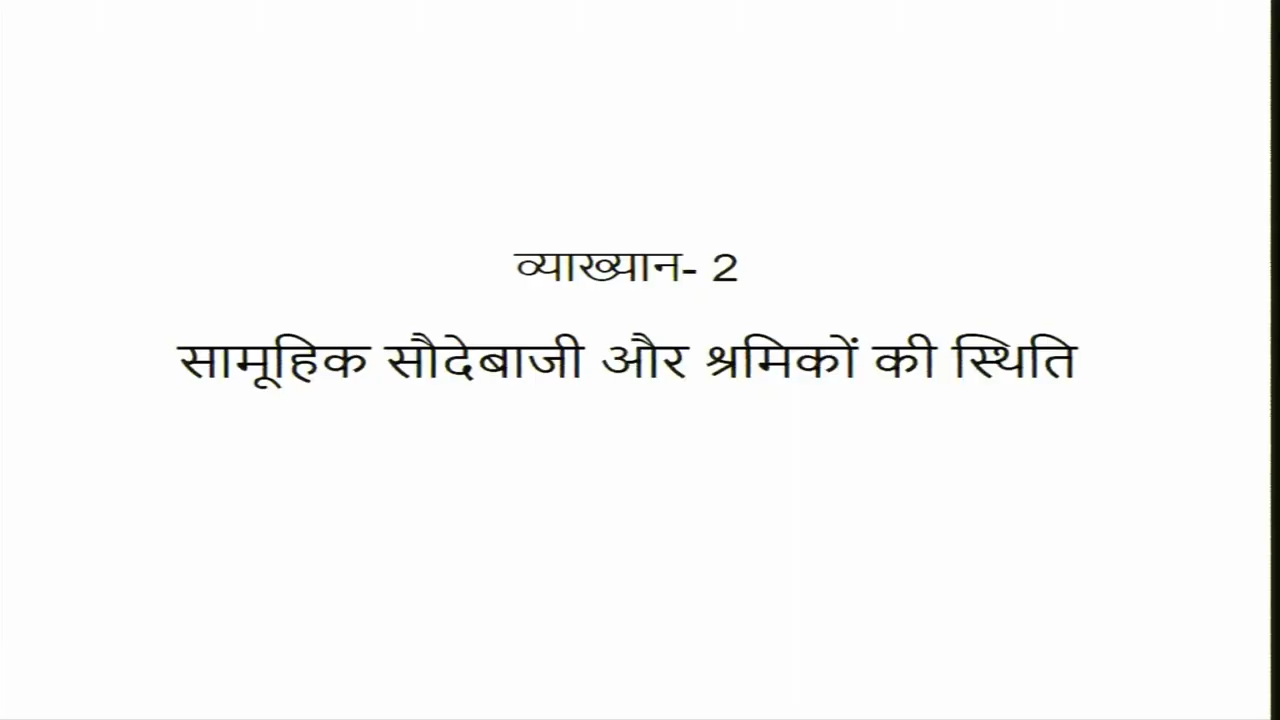 व्याख्यान- 2
सामूहिक सौदेबाजी और श्रमिकों की स्थिति